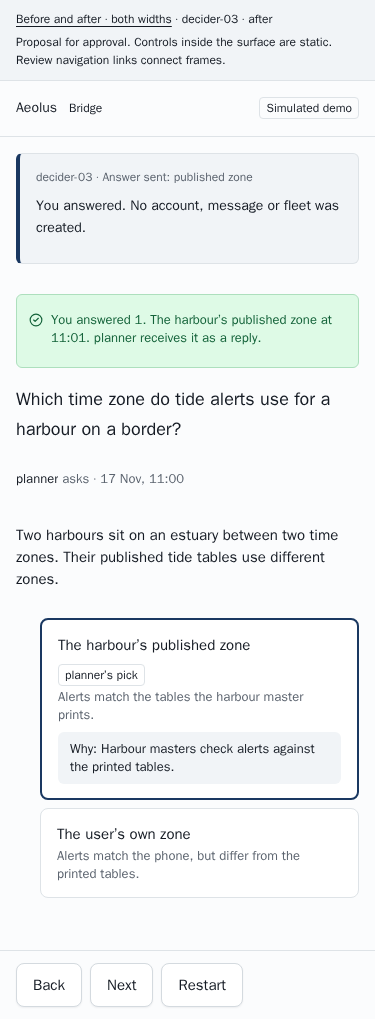 Before and after · both widths · decider-03 · after
Proposal for approval. Controls inside the surface are static.
Review navigation links connect frames.
Aeolus Bridge Simulated demo
decider-03 · Answer sent: published zone
You answered. No account, message or fleet was
created.
You answered 1. The harbour's published zone at
11:01. planner receives it as a reply.
Which time zone do tide alerts use for a
harbour on a border?
planner asks · 17 Nov, 11:00
Two harbours sit on an estuary between two time
zones. Their published tide tables use different
zones.
The harbour's published zone
planner's pick
Alerts match the tables the harbour master
prints.
Why: Harbour masters check alerts against
the printed tables.
The user's own zone
Alerts match the phone, but differ from the
printed tables.
Back Next Restart